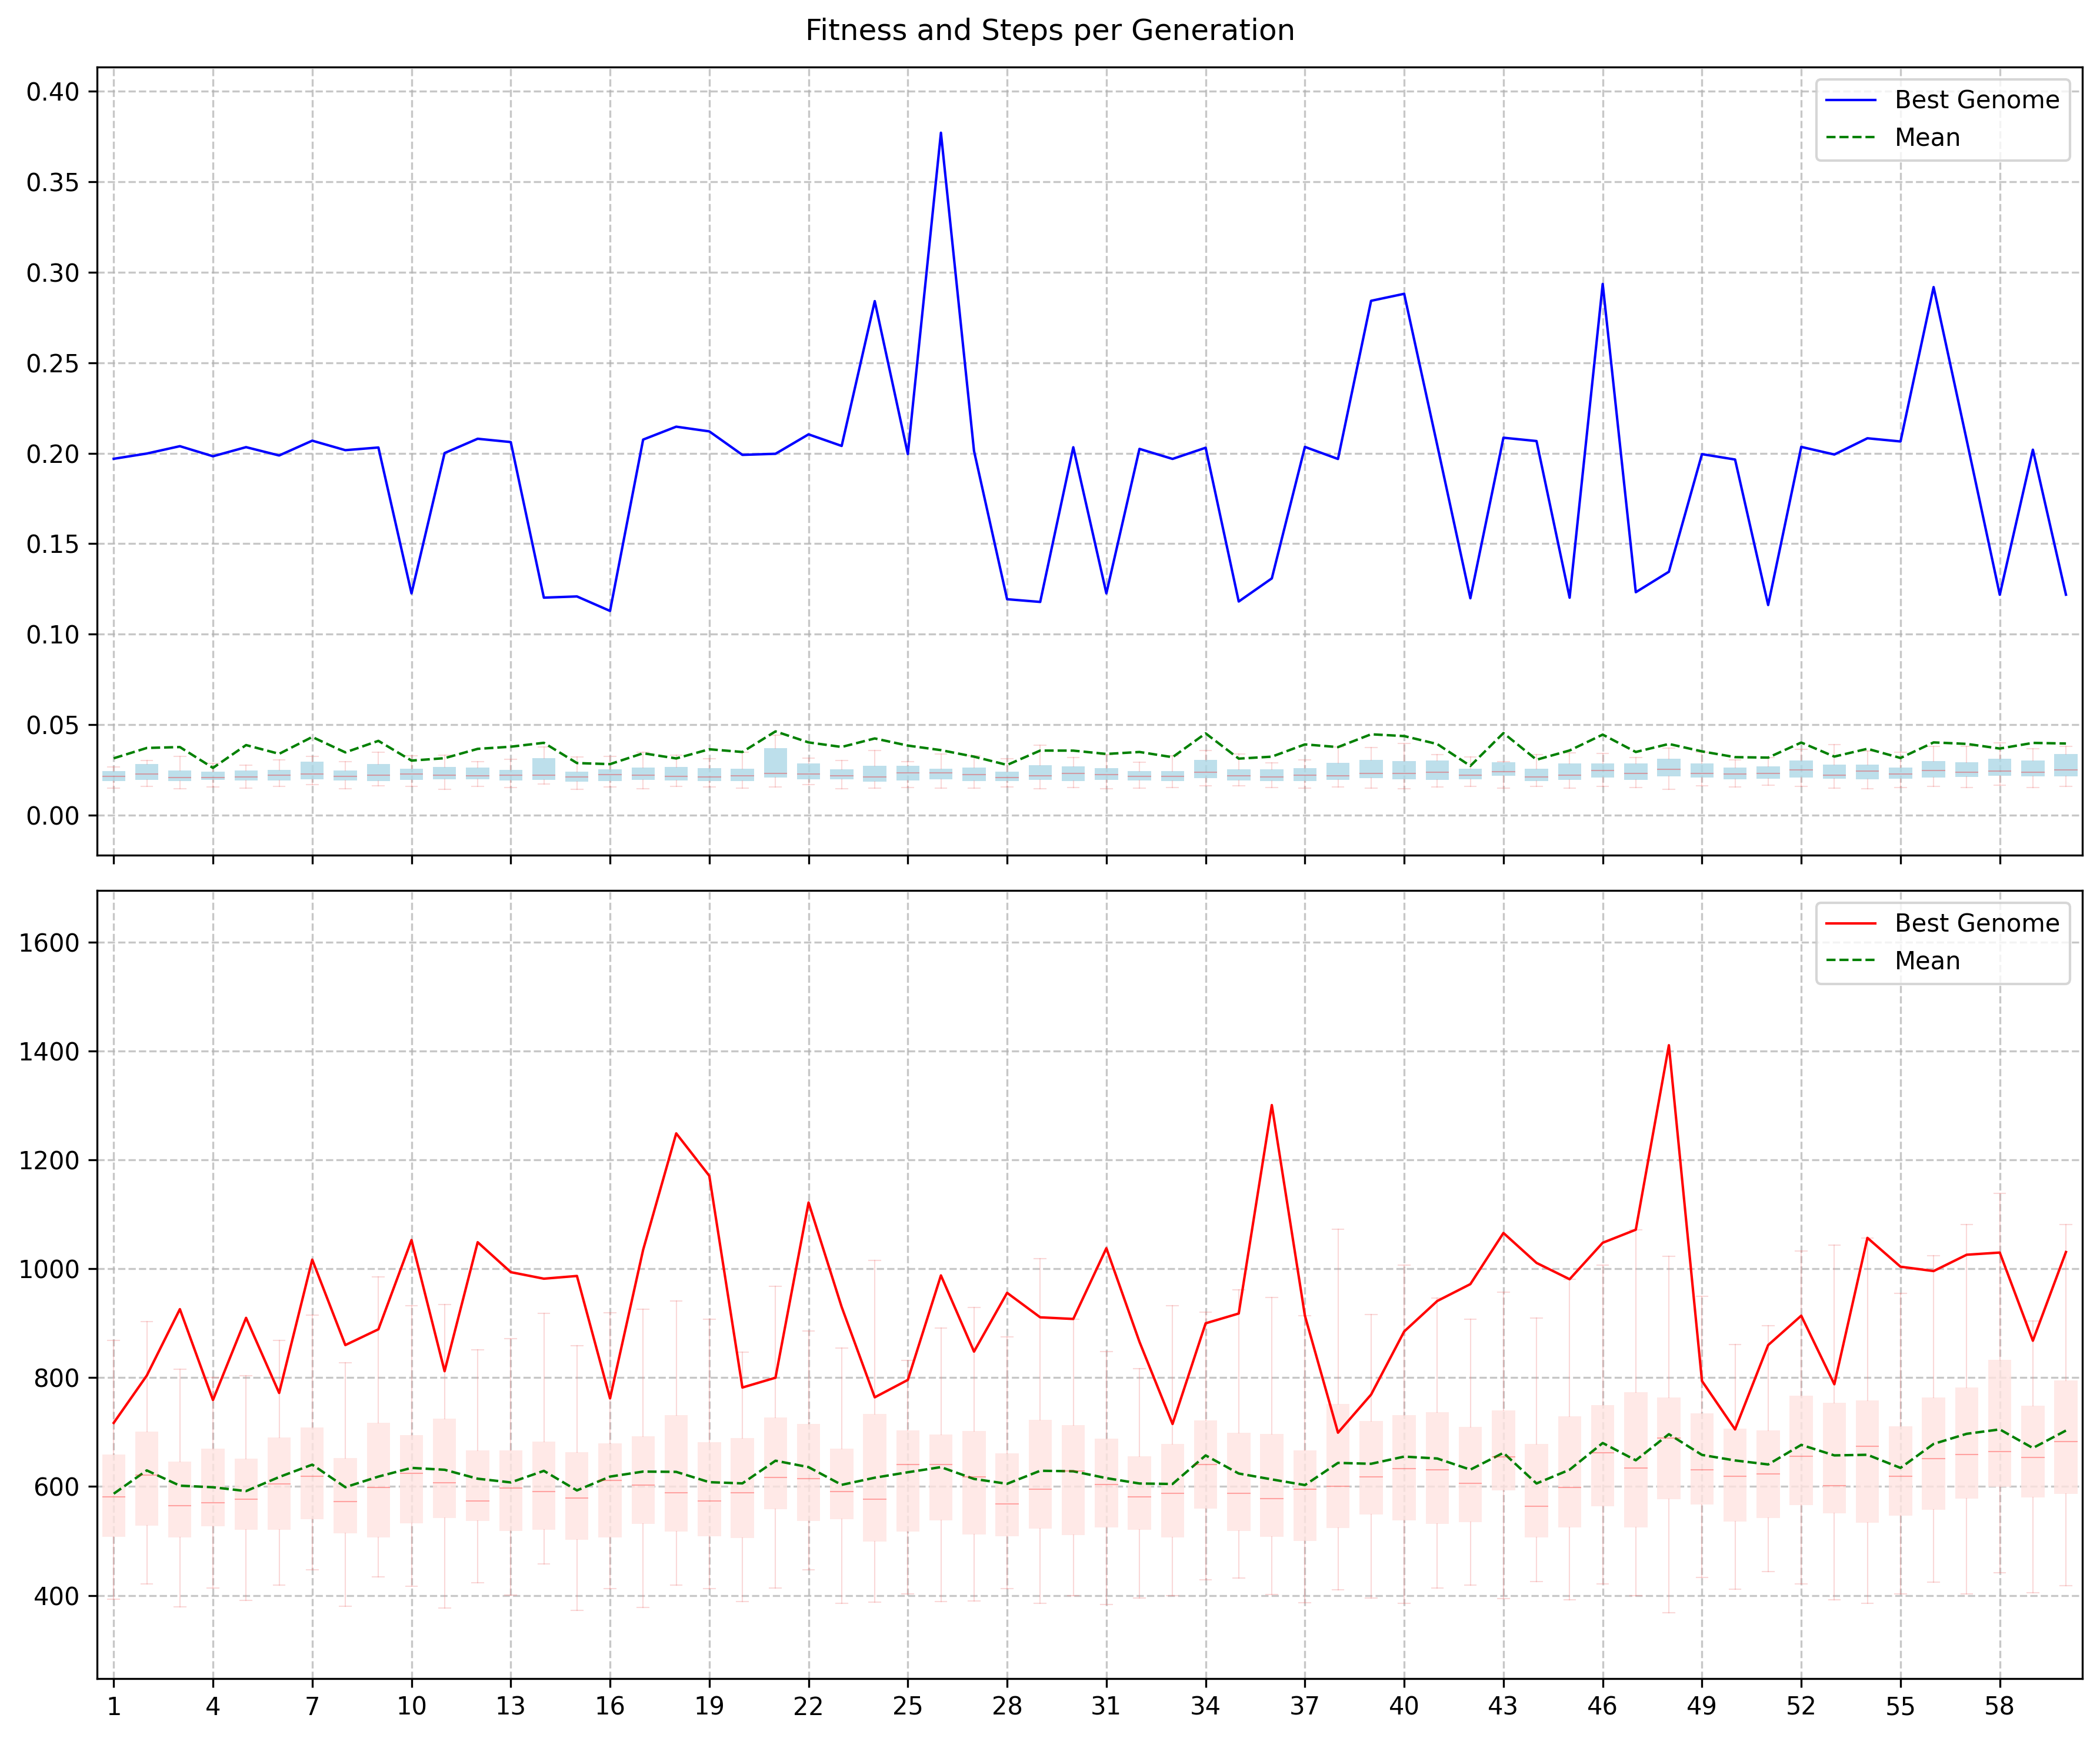 Fitness and Steps per Generation
0.40
0.35
0.30
0.25
0.20
0.15
0.10
0.05
0.00
Best Genome
Mean
1600
1400
1200
1000
800
600
400
Best Genome
Mean
1 4 7 10 13 16 19 22 25 28 31 34 37 40 43 46 49 52 55 58